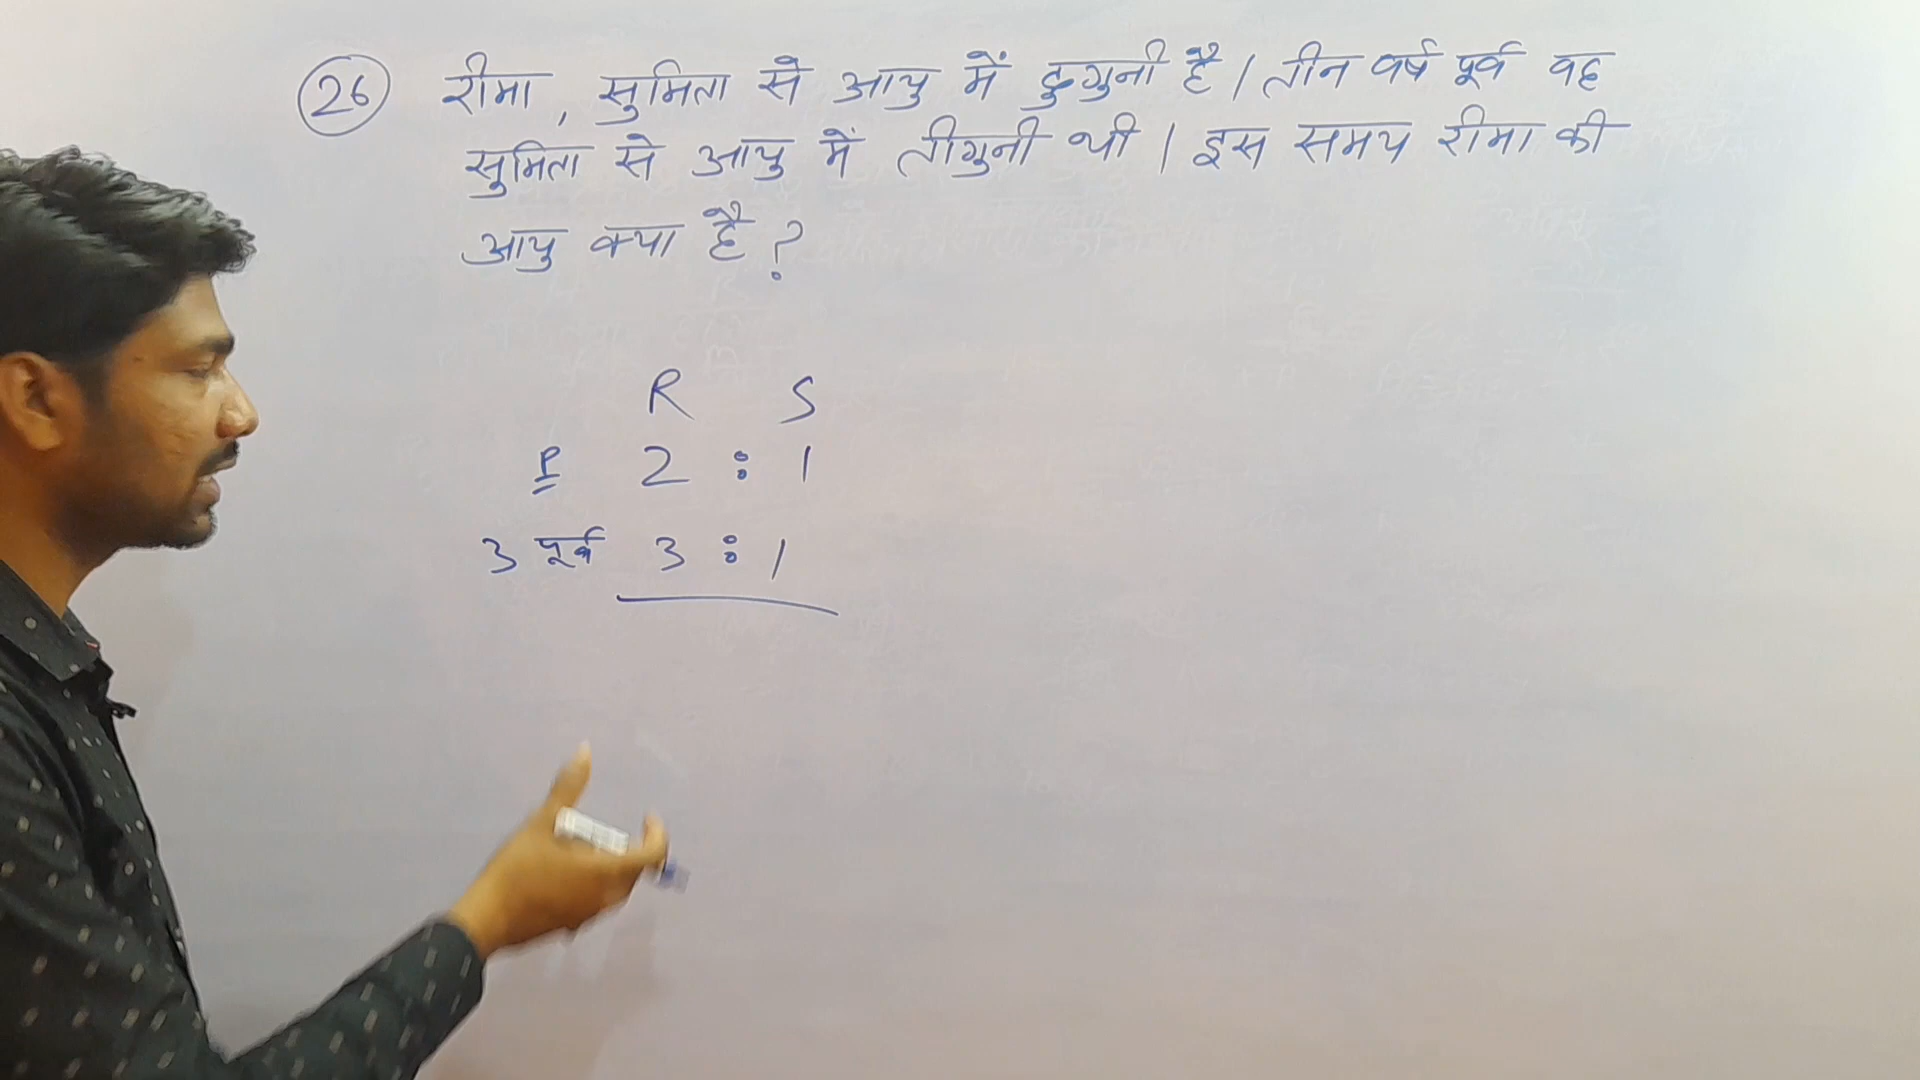 26 रीमा, सुमिता से आयु में दुगुनी है। तीन वर्ष पूर्व वह
सुमिता से आयु में तीगुनी थी। इस समय रीमा की
आयु क्या है?
R S
P 2 : 1
3 पूर्व 3 : 1